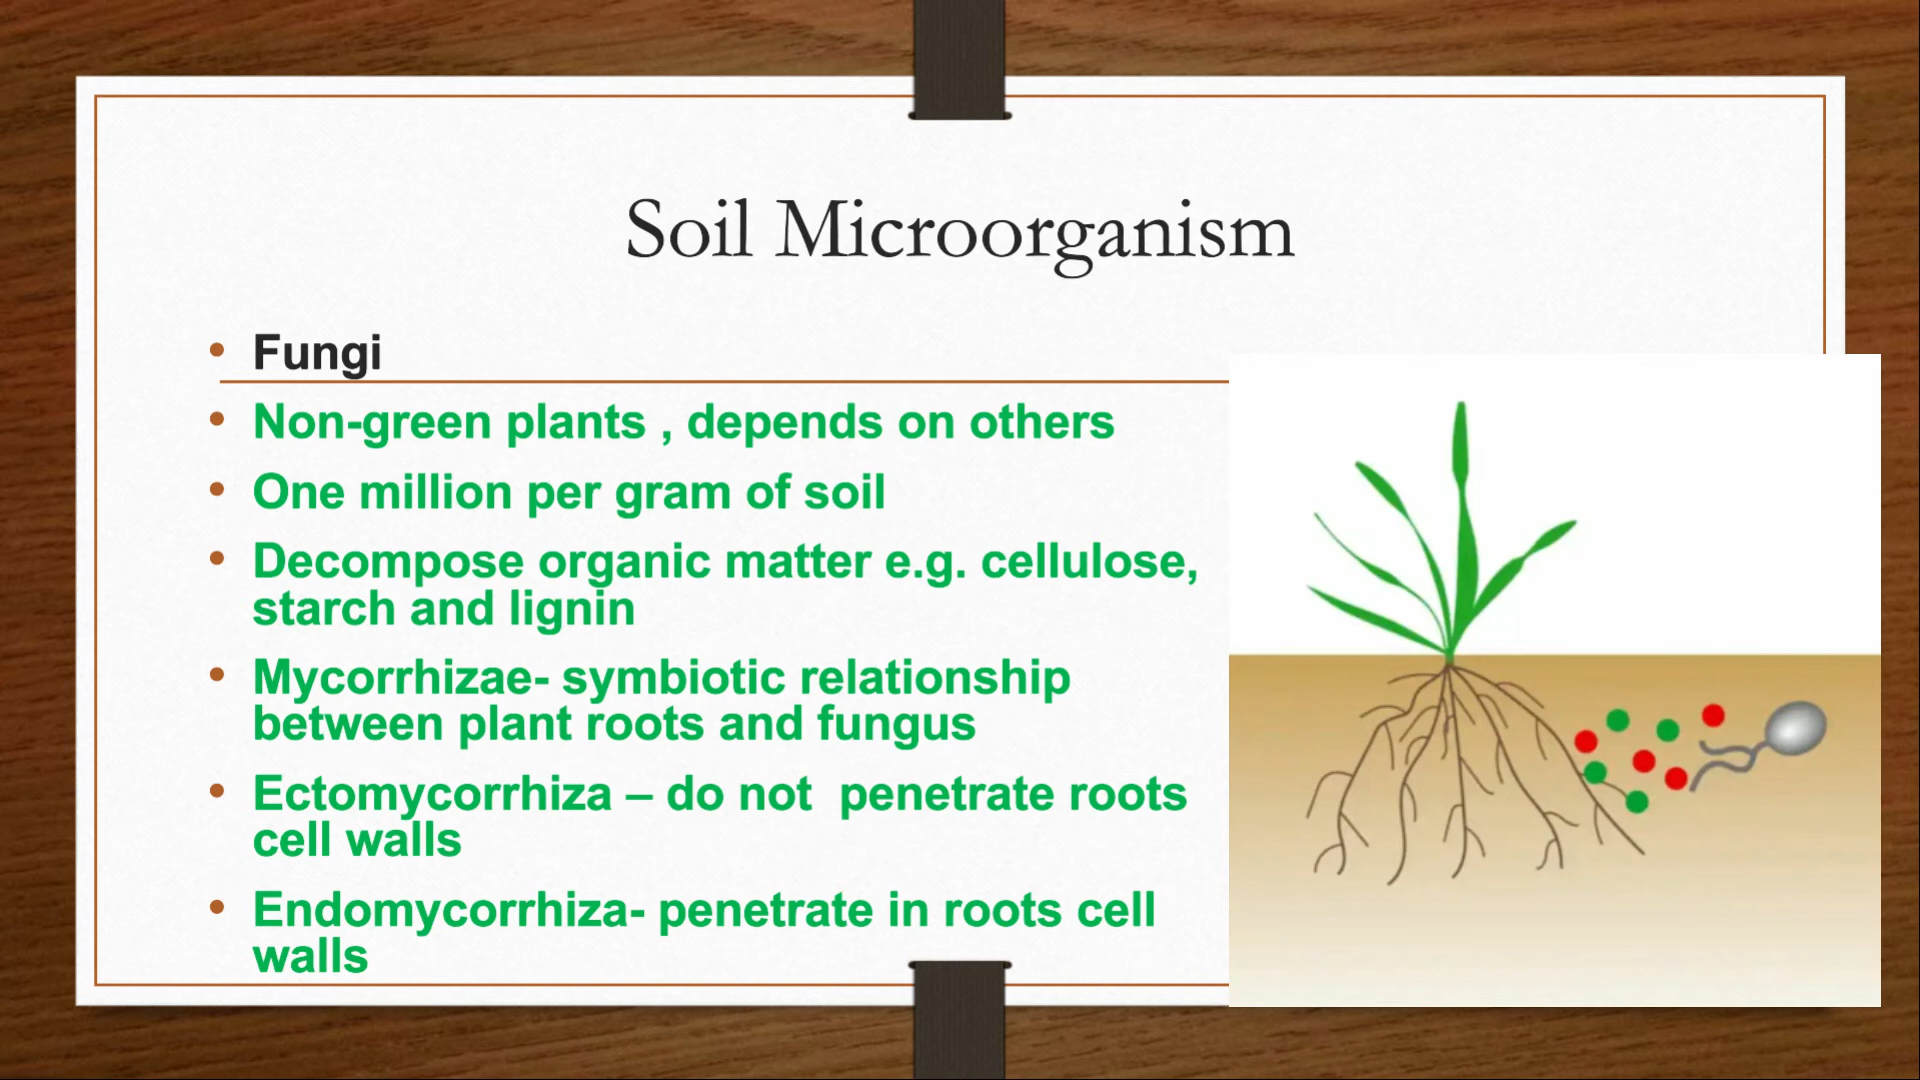 Soil Microorganism
• Fungi
• Non-green plants , depends on others
• One million per gram of soil
• Decompose organic matter e.g. cellulose,
starch and lignin
• Mycorrhizae- symbiotic relationship
between plant roots and fungus
• Ectomycorrhiza – do not  penetrate roots
cell walls
• Endomycorrhiza- penetrate in roots cell
walls